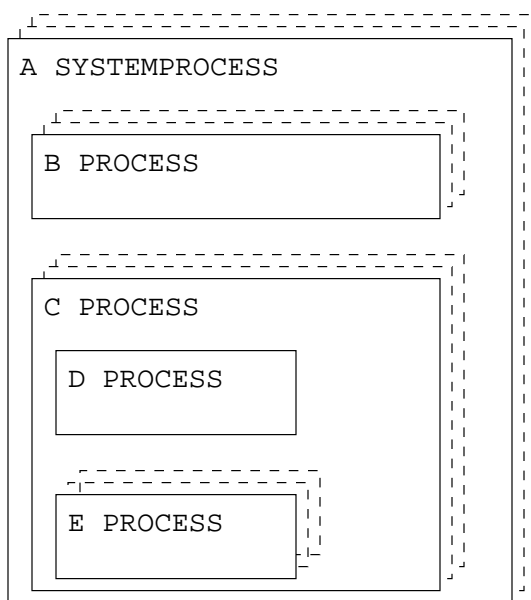 A SYSTEMPROCESS
B PROCESS
C PROCESS
D PROCESS
E PROCESS